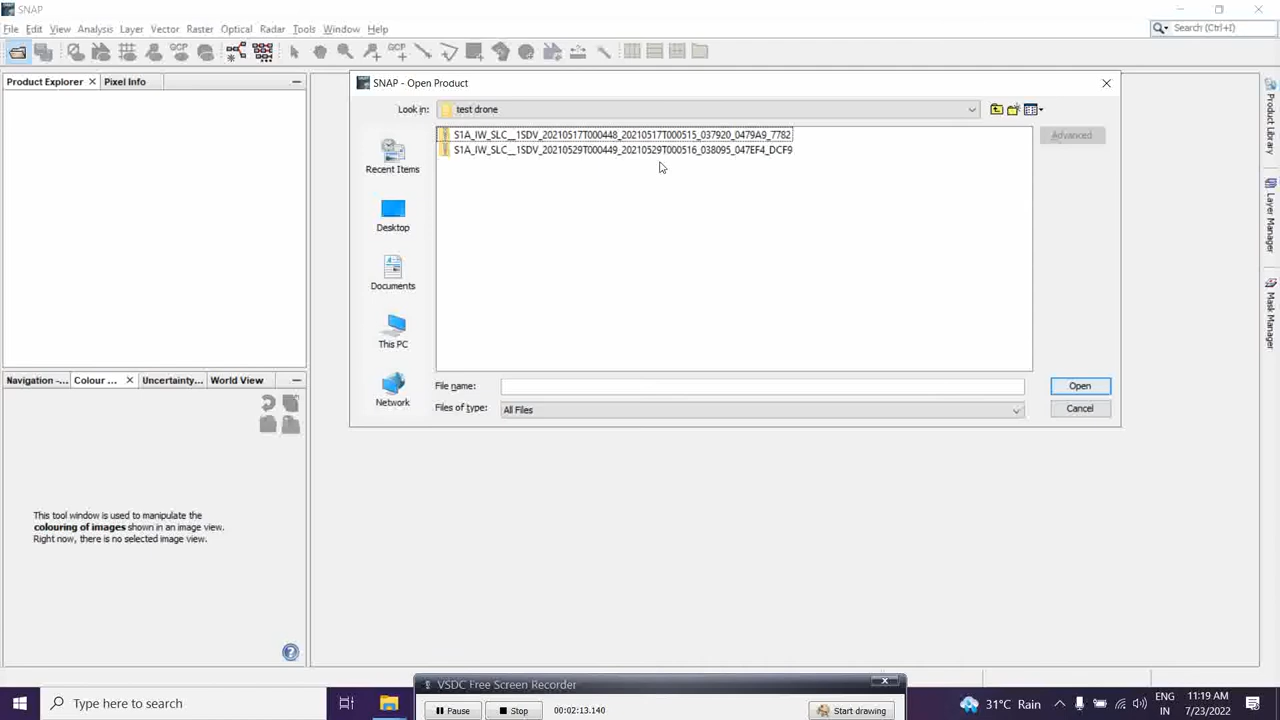 SNAP
File Edit View Analysis Layer Vector Raster Optical Radar Tools Window Help
Search (Ctrl+I)
GCP
GCP
Product Explorer
Pixel Info
SNAP - Open Product
Look in:
test drone
S1A_IW_SLC__1SDV_20210517T000448_20210517T000515_037920_0479A9_7782
S1A_IW_SLC__1SDV_20210529T000449_20210529T000516_038095_047EF4_DCF9
Advanced
Recent Items
Desktop
Documents
This PC
Network
File name:
Open
Files of type:
All Files
Cancel
Product Library
Layer Manager
Mask Manager
Navigation -...
Colour ...
Uncertainty...
World View
This tool window is used to manipulate the
colouring of images shown in an image view.
Right now, there is no selected image view.
VSDC Free Screen Recorder
Pause
Stop
00:02:13.140
Start drawing
Type here to search
31°C Rain
ENG
IN
11:19 AM
7/23/2022